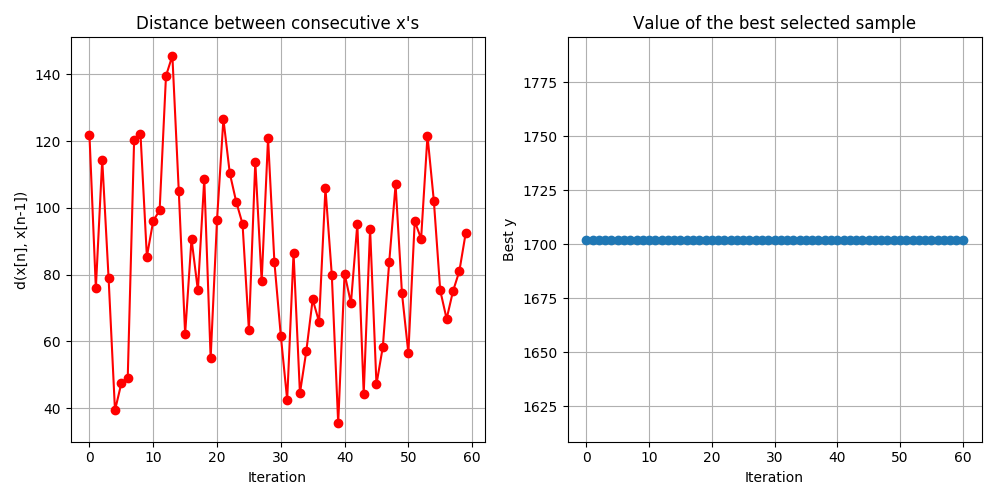 Distance between consecutive x's
d(x[n], x[n-1])
140
120
100
80
60
40
0 10 20 30 40 50 60
Iteration
Value of the best selected sample
Best y
1775
1750
1725
1700
1675
1650
1625
0 10 20 30 40 50 60
Iteration